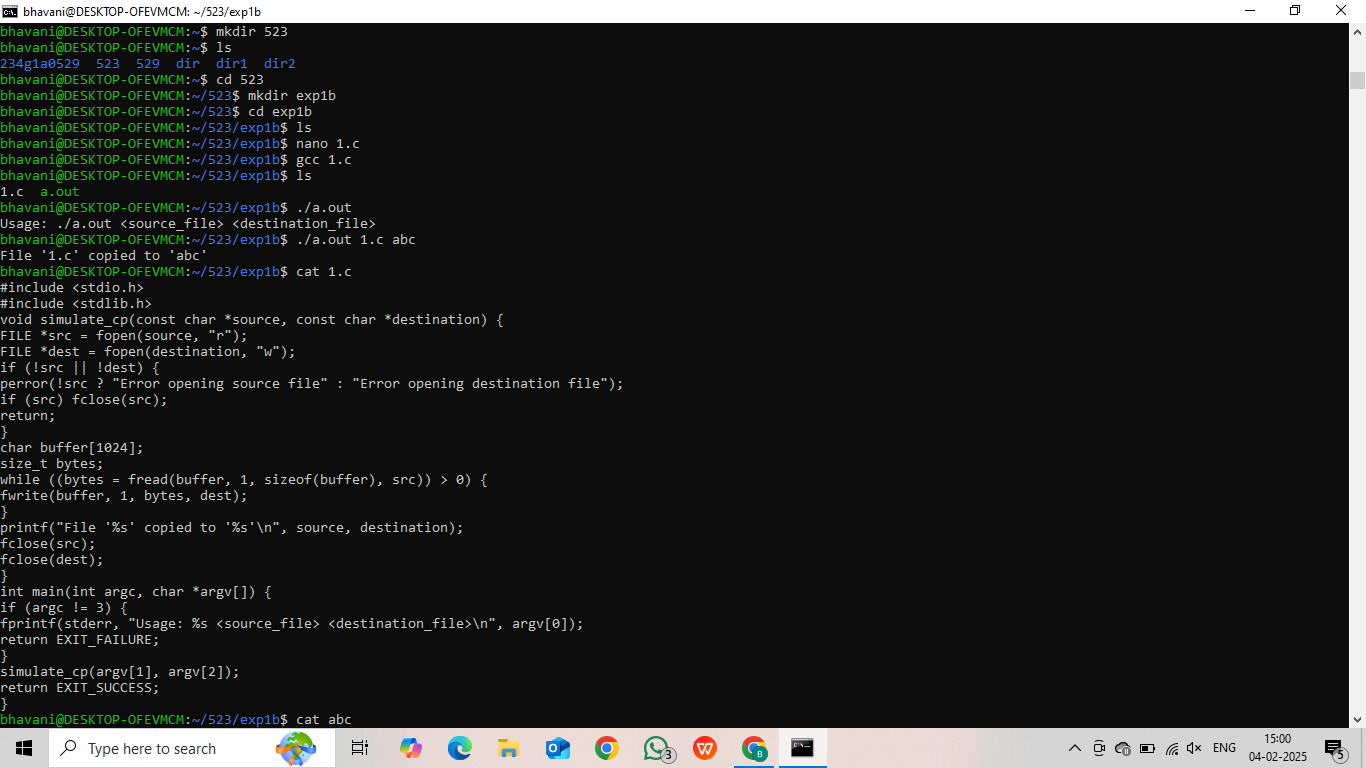 bhavani@DESKTOP-OFEVMCM: ~/523/exp1b
bhavani@DESKTOP-OFEVMCM:~$ mkdir 523
bhavani@DESKTOP-OFEVMCM:~$ ls
234g1a0529  523  529  dir  dir1  dir2
bhavani@DESKTOP-OFEVMCM:~$ cd 523
bhavani@DESKTOP-OFEVMCM:~/523$ mkdir exp1b
bhavani@DESKTOP-OFEVMCM:~/523$ cd exp1b
bhavani@DESKTOP-OFEVMCM:~/523/exp1b$ ls
bhavani@DESKTOP-OFEVMCM:~/523/exp1b$ nano 1.c
bhavani@DESKTOP-OFEVMCM:~/523/exp1b$ gcc 1.c
bhavani@DESKTOP-OFEVMCM:~/523/exp1b$ ls
1.c  a.out
bhavani@DESKTOP-OFEVMCM:~/523/exp1b$ ./a.out
Usage: ./a.out <source_file> <destination_file>
bhavani@DESKTOP-OFEVMCM:~/523/exp1b$ ./a.out 1.c abc
File '1.c' copied to 'abc'
bhavani@DESKTOP-OFEVMCM:~/523/exp1b$ cat 1.c
#include <stdio.h>
#include <stdlib.h>
void simulate_cp(const char *source, const char *destination) {
FILE *src = fopen(source, "r");
FILE *dest = fopen(destination, "w");
if (!src || !dest) {
perror(!src ? "Error opening source file" : "Error opening destination file");
if (src) fclose(src);
return;
}
char buffer[1024];
size_t bytes;
while ((bytes = fread(buffer, 1, sizeof(buffer), src)) > 0) {
fwrite(buffer, 1, bytes, dest);
}
printf("File '%s' copied to '%s'\n", source, destination);
fclose(src);
fclose(dest);
}
int main(int argc, char *argv[]) {
if (argc != 3) {
fprintf(stderr, "Usage: %s <source_file> <destination_file>\n", argv[0]);
return EXIT_FAILURE;
}
simulate_cp(argv[1], argv[2]);
return EXIT_SUCCESS;
}
bhavani@DESKTOP-OFEVMCM:~/523/exp1b$ cat abc
Type here to search
3
W
B
ENG
15:00
04-02-2025
5